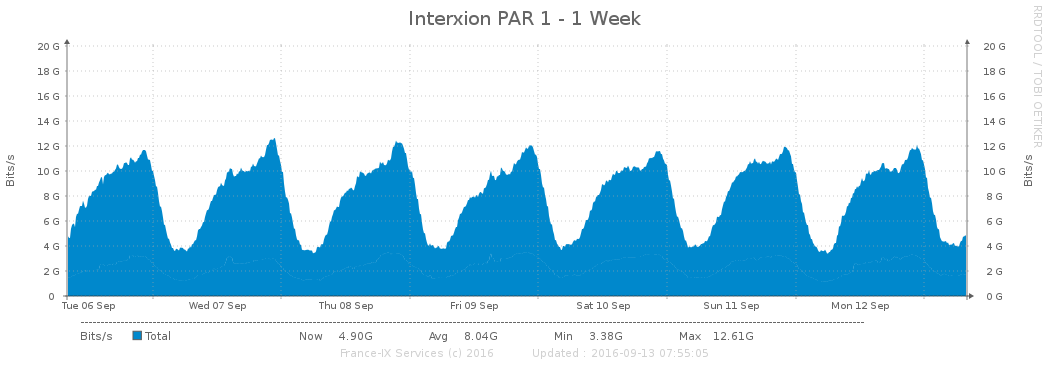 Interxion PAR 1 - 1 Week
RRDTOOL / TOBI OETIKER
20 G 20 G
18 G 18 G
16 G 16 G
14 G 14 G
12 G 12 G
10 G 10 G
8 G 8 G
6 G 6 G
4 G 4 G
2 G 2 G
0 0 G
Bits/s
Bits/s
Tue 06 Sep Wed 07 Sep Thu 08 Sep Fri 09 Sep Sat 10 Sep Sun 11 Sep Mon 12 Sep
Bits/s Total Now 4.90G Avg 8.04G Min 3.38G Max 12.61G
France-IX Services (c) 2016 Updated : 2016-09-13 07:55:05